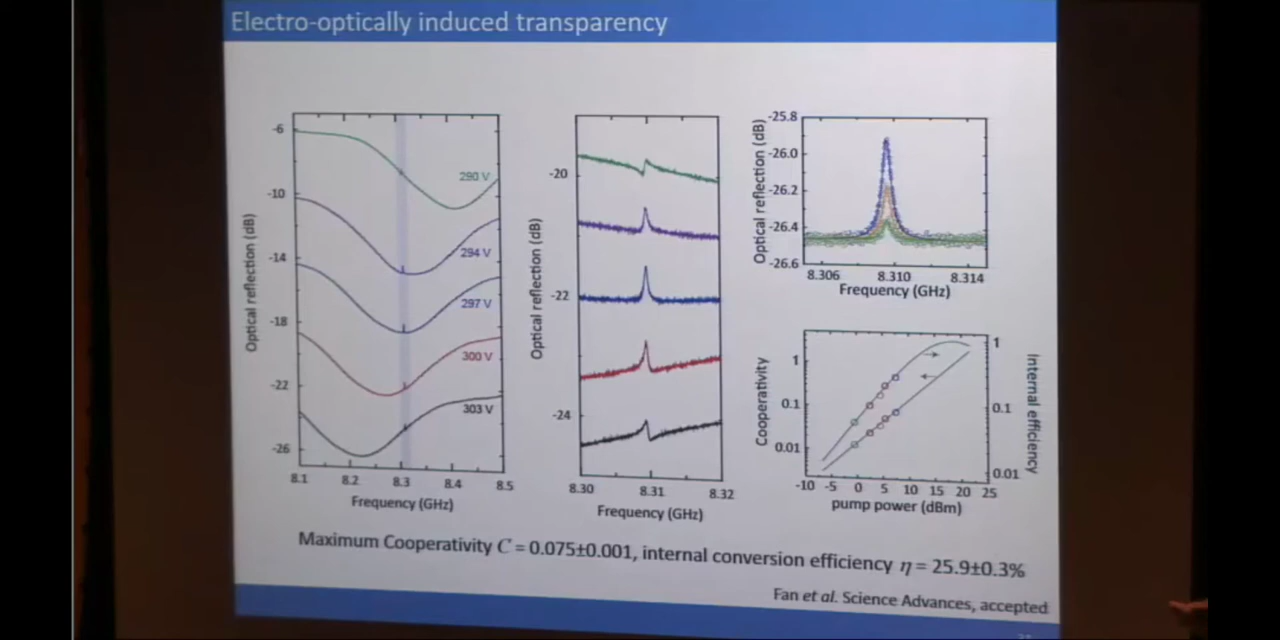 Electro-optically induced transparency
Optical reflection (dB)
-6
-10
-14
-18
-22
-26
290 V
294 V
297 V
300 V
303 V
8.1 8.2 8.3 8.4 8.5
Frequency (GHz)
Optical reflection (dB)
-20
-22
-24
8.30 8.31 8.32
Frequency (GHz)
Optical reflection (dB)
-25.8
-26.0
-26.2
-26.4
-26.6
8.306 8.310 8.314
Frequency (GHz)
Cooperativity
1
0.1
0.01
1
0.1
0.01
Internal efficiency
-10 -5 0 5 10 15 20 25
pump power (dBm)
Maximum Cooperativity C = 0.075±0.001, internal conversion efficiency η = 25.9±0.3%
Fan et al. Science Advances, accepted